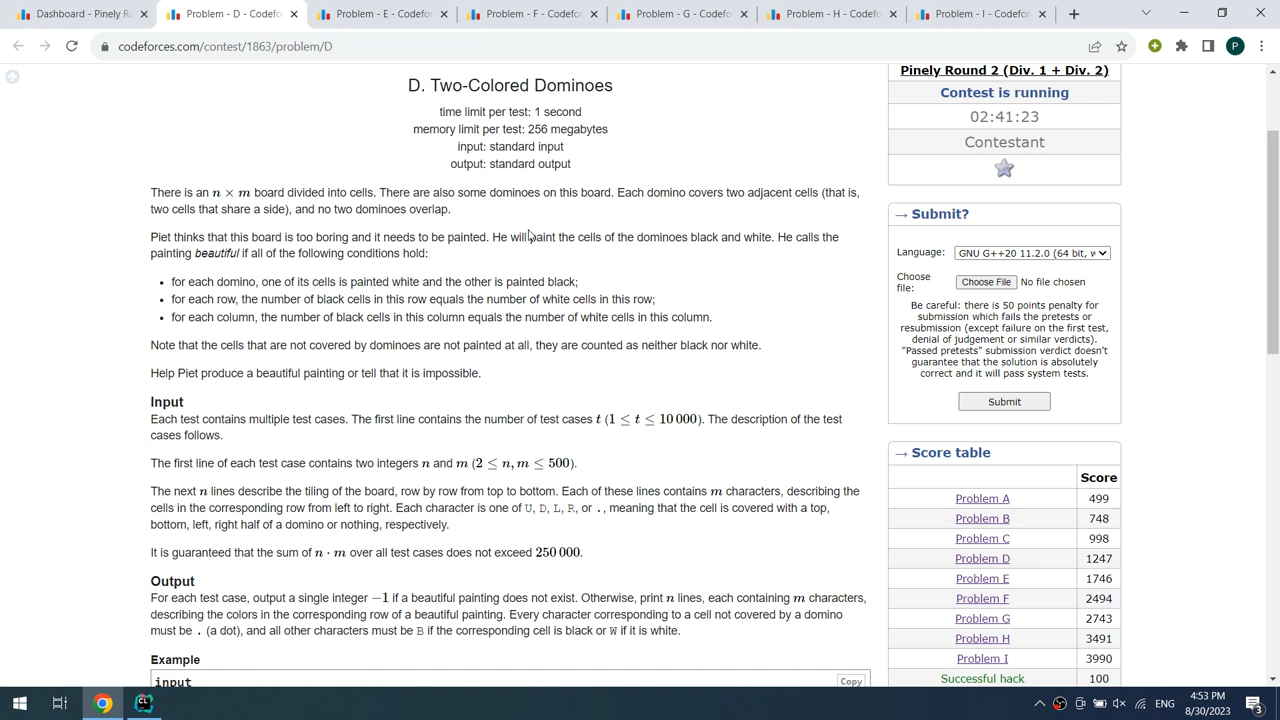 Dashboard - Pinely Ro
Problem - D - Codefor
Problem - E - Codefor
Problem - F - Codefor
Problem - G - Codefo
Problem - H - Codefo
Problem - I - Codefor
codeforces.com/contest/1863/problem/D
P
D. Two-Colored Dominoes
time limit per test: 1 second
memory limit per test: 256 megabytes
input: standard input
output: standard output
There is an n × m board divided into cells. There are also some dominoes on this board. Each domino covers two adjacent cells (that is,
two cells that share a side), and no two dominoes overlap.
Piet thinks that this board is too boring and it needs to be painted. He will paint the cells of the dominoes black and white. He calls the
painting beautiful if all of the following conditions hold:
• for each domino, one of its cells is painted white and the other is painted black;
• for each row, the number of black cells in this row equals the number of white cells in this row;
• for each column, the number of black cells in this column equals the number of white cells in this column.
Note that the cells that are not covered by dominoes are not painted at all, they are counted as neither black nor white.
Help Piet produce a beautiful painting or tell that it is impossible.
Input
Each test contains multiple test cases. The first line contains the number of test cases t (1 ≤ t ≤ 10 000). The description of the test
cases follows.
The first line of each test case contains two integers n and m (2 ≤ n, m ≤ 500).
The next n lines describe the tiling of the board, row by row from top to bottom. Each of these lines contains m characters, describing the
cells in the corresponding row from left to right. Each character is one of U, D, L, R, or ., meaning that the cell is covered with a top,
bottom, left, right half of a domino or nothing, respectively.
It is guaranteed that the sum of n · m over all test cases does not exceed 250 000.
Output
For each test case, output a single integer −1 if a beautiful painting does not exist. Otherwise, print n lines, each containing m characters,
describing the colors in the corresponding row of a beautiful painting. Every character corresponding to a cell not covered by a domino
must be . (a dot), and all other characters must be B if the corresponding cell is black or W if it is white.
Example
input
Copy
Pinely Round 2 (Div. 1 + Div. 2)
Contest is running
02:41:23
Contestant
→ Submit?
Language: GNU G++20 11.2.0 (64 bit, w
Choose
file: Choose File No file chosen
Be careful: there is 50 points penalty for
submission which fails the pretests or
resubmission (except failure on the first test,
denial of judgement or similar verdicts).
"Passed pretests" submission verdict doesn't
guarantee that the solution is absolutely
correct and it will pass system tests.
Submit
→ Score table
Score
Problem A 499
Problem B 748
Problem C 998
Problem D 1247
Problem E 1746
Problem F 2494
Problem G 2743
Problem H 3491
Problem I 3990
Successful hack 100
CL
ENG
4:53 PM
8/30/2023
3